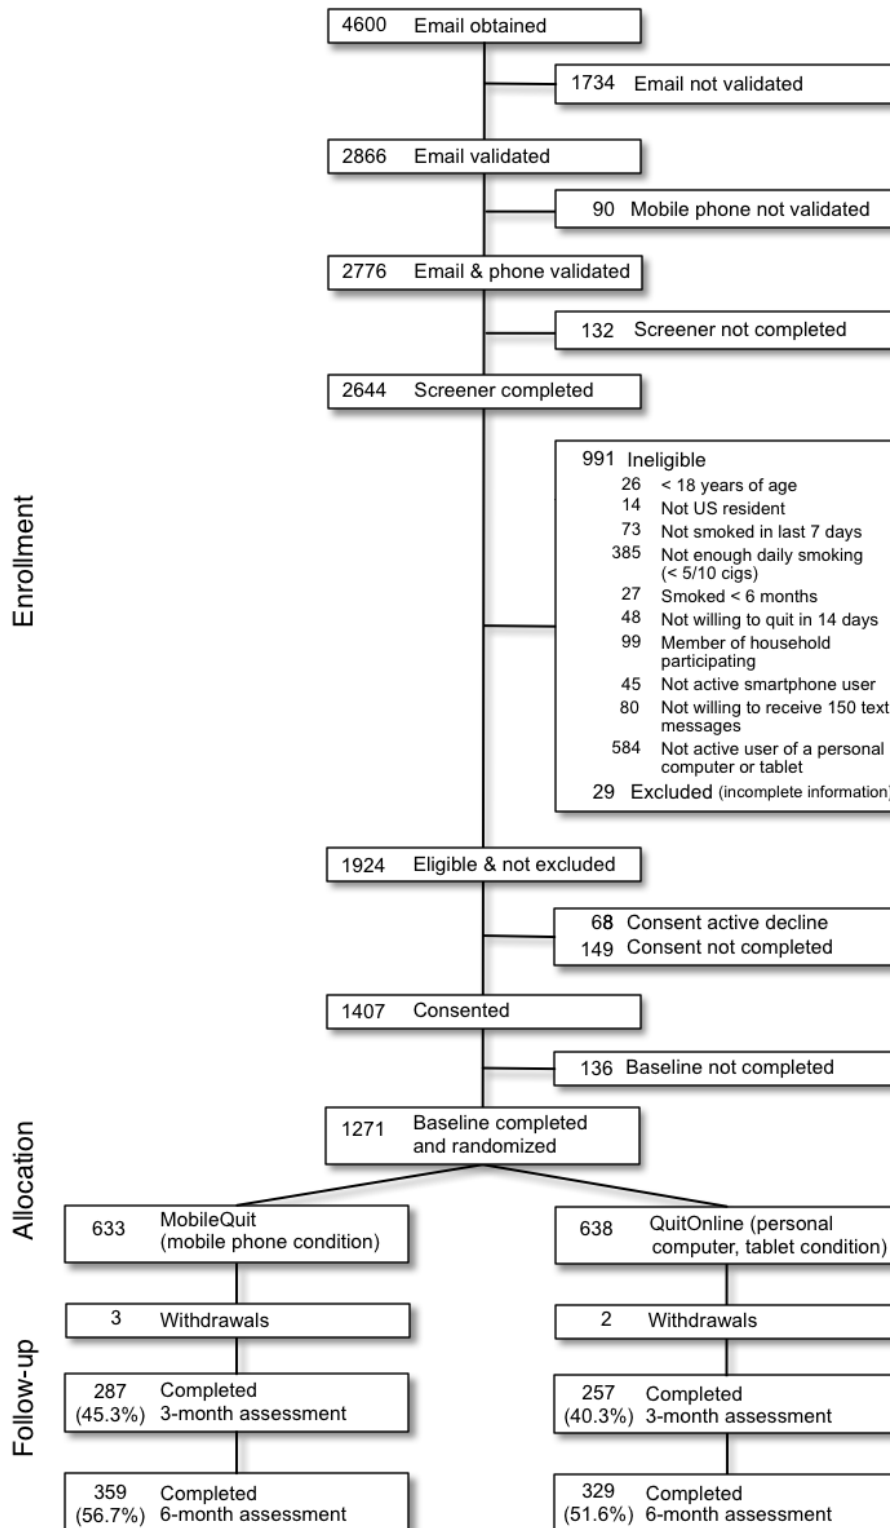 4600 Email obtained
1734 Email not validated
2866 Email validated
90 Mobile phone not validated
2776 Email & phone validated
132 Screener not completed
2644 Screener completed
Enrollment
991 Ineligible
26 < 18 years of age
14 Not US resident
73 Not smoked in last 7 days
385 Not enough daily smoking
(< 5/10 cigs)
27 Smoked < 6 months
48 Not willing to quit in 14 days
99 Member of household
participating
45 Not active smartphone user
80 Not willing to receive 150 text
messages
584 Not active user of a personal
computer or tablet
29 Excluded (incomplete information)
1924 Eligible & not excluded
68 Consent active decline
149 Consent not completed
1407 Consented
136 Baseline not completed
Allocation
1271 Baseline completed
and randomized
633 MobileQuit
(mobile phone condition)
638 QuitOnline (personal
computer, tablet condition)
Follow-up
3 Withdrawals
2 Withdrawals
287 Completed
(45.3%) 3-month assessment
257 Completed
(40.3%) 3-month assessment
359 Completed
(56.7%) 6-month assessment
329 Completed
(51.6%) 6-month assessment